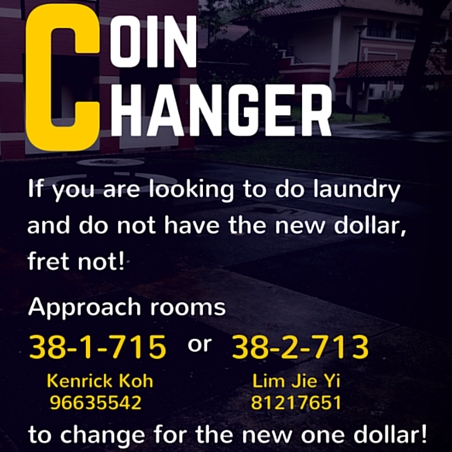 COIN
CHANGER
If you are looking to do laundry
and do not have the new dollar,
fret not!
Approach rooms
38-1-715 or 38-2-713
Kenrick Koh Lim Jie Yi
96635542 81217651
to change for the new one dollar!